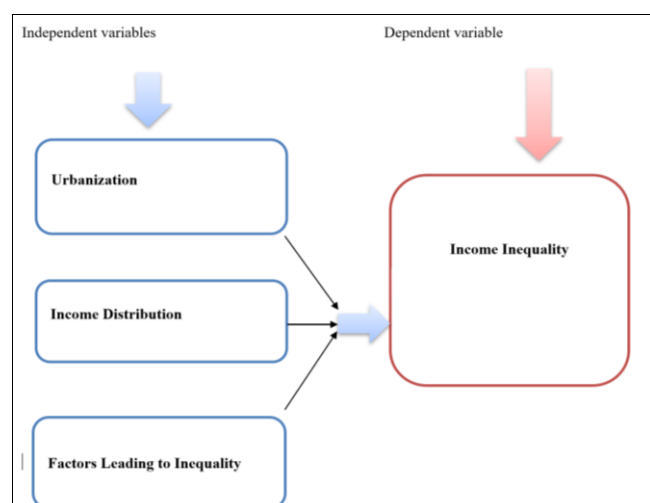 Independent variables
Dependent variable
Urbanization
Income Inequality
Income Distribution
Factors Leading to Inequality